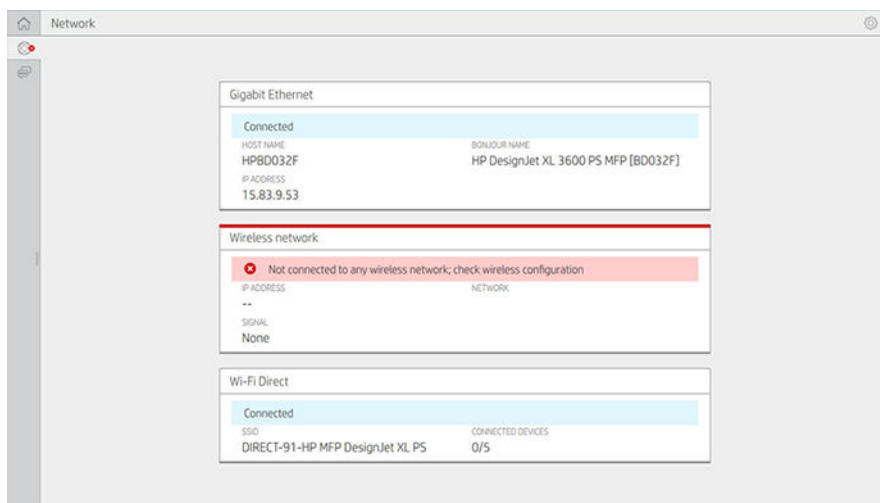 Network
Gigabit Ethernet
Connected
HOST NAME BONJOUR NAME
HPBD032F HP DesignJet XL 3600 PS MFP [BD032F]
IP ADDRESS
15.83.9.53
Wireless network
Not connected to any wireless network; check wireless configuration
IP ADDRESS NETWORK
--
SIGNAL
None
Wi-Fi Direct
Connected
SSID CONNECTED DEVICES
DIRECT-91-HP MFP DesignJet XL PS 0/5